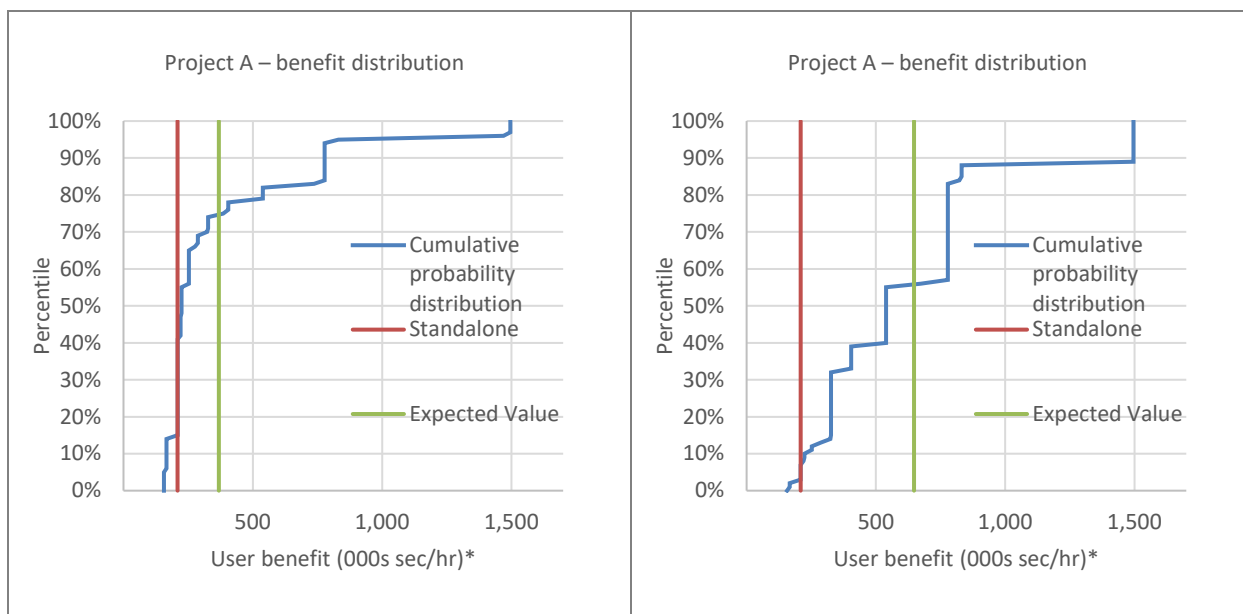 Project A – benefit distribution
100%
90%
80%
70%
60%
50%
40%
30%
20%
10%
0%
Percentile
Cumulative
probability
distribution
Standalone
Expected Value
500
1,000
1,500
User benefit (000s sec/hr)*
Project A – benefit distribution
100%
90%
80%
70%
60%
50%
40%
30%
20%
10%
0%
Percentile
Cumulative
probability
distribution
Standalone
Expected Value
500
1,000
1,500
User benefit (000s sec/hr)*